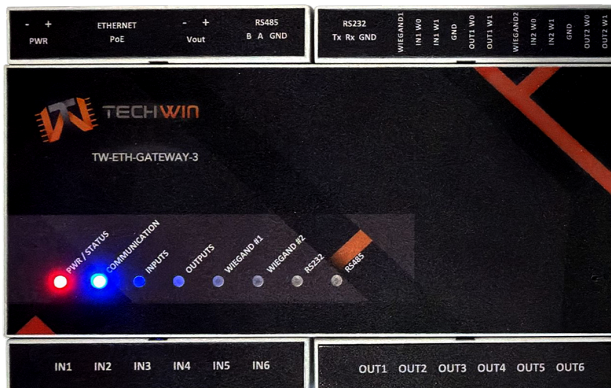 - +
PWR
ETHERNET
PoE
- +
Vout
RS485
B A GND
RS232
Tx Rx GND
WIEGAND1
IN1 W0
IN1 W1
GND
OUT1 W0
OUT1 W1
WIEGAND2
IN2 W0
IN2 W1
GND
OUT2 W0
OUT2 W1
TECHWIN
TW-ETH-GATEWAY-3
PWR / STATUS
COMMUNICATION
INPUTS
OUTPUTS
WIEGAND #1
WIEGAND #2
RS232
RS485
IN1 IN2 IN3 IN4 IN5 IN6
OUT1 OUT2 OUT3 OUT4 OUT5 OUT6